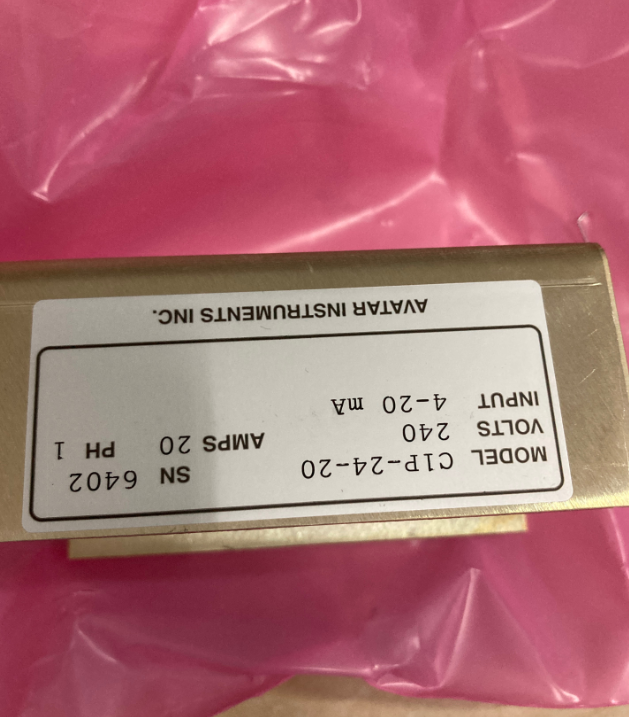 MODEL C1P-24-20 SN 6402
VOLTS 240 AMPS 20 PH 1
INPUT 4-20 mA
AVATAR INSTRUMENTS INC.